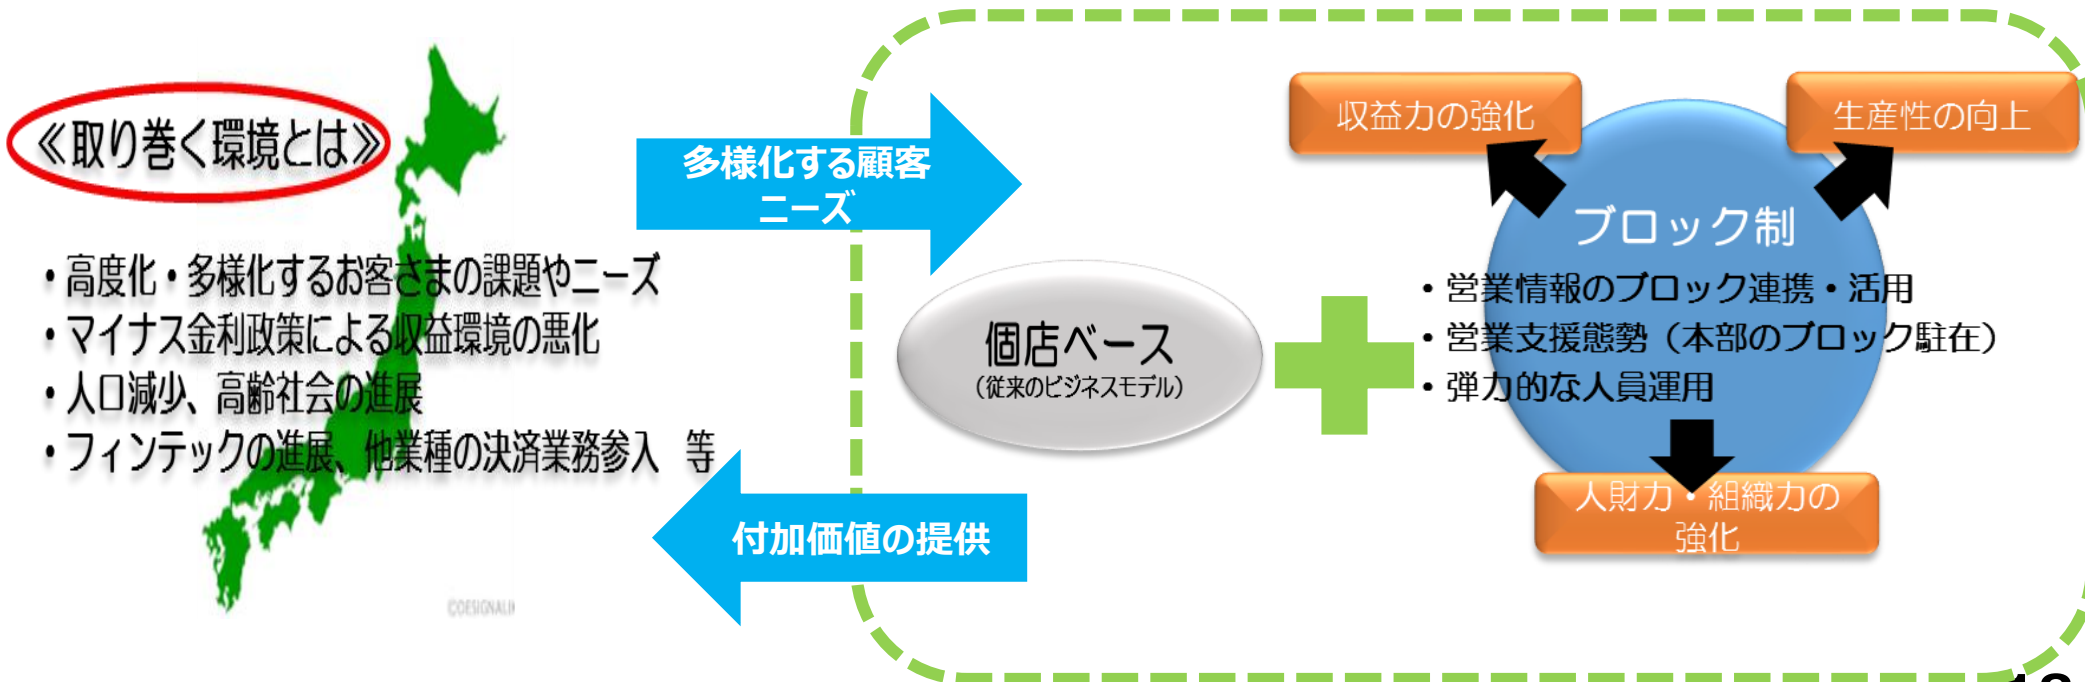 ≪取り巻く環境とは≫
・高度化・多様化するお客さまの課題やニーズ
・マイナス金利政策による収益環境の悪化
・人口減少、高齢社会の進展
・フィンテックの進展、他業種の決済業務参入 等
多様化する顧客
ニーズ
付加価値の提供
個店ベース
（従来のビジネスモデル）
収益力の強化
生産性の向上
ブロック制
・営業情報のブロック連携・活用
・営業支援態勢（本部のブロック駐在）
・弾力的な人員運用
人財力・組織力の
強化